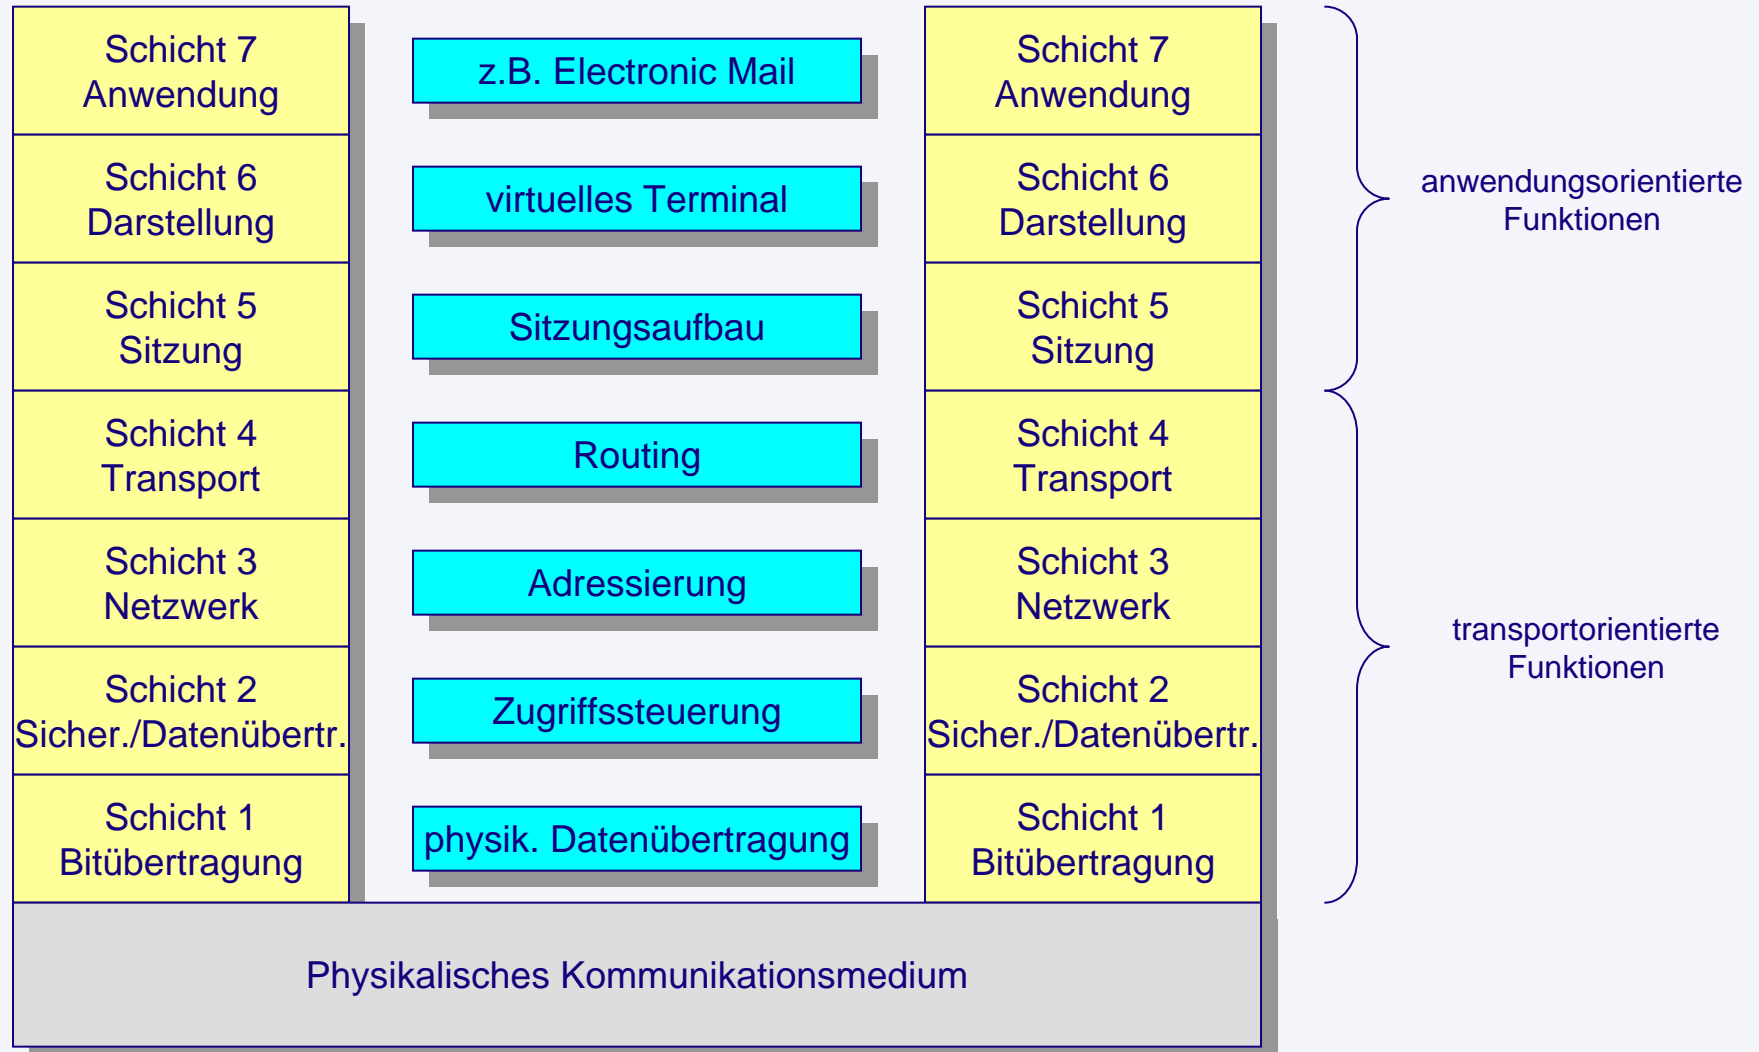 Schicht 7
Anwendung
z.B. Electronic Mail
Schicht 7
Anwendung
Schicht 6
Darstellung
virtuelles Terminal
Schicht 6
Darstellung
anwendungsorientierte
Funktionen
Schicht 5
Sitzung
Sitzungsaufbau
Schicht 5
Sitzung
Schicht 4
Transport
Routing
Schicht 4
Transport
Schicht 3
Netzwerk
Adressierung
Schicht 3
Netzwerk
transportorientierte
Funktionen
Schicht 2
Sicher./Datenübertr.
Zugriffssteuerung
Schicht 2
Sicher./Datenübertr.
Schicht 1
Bitübertragung
physik. Datenübertragung
Schicht 1
Bitübertragung
Physikalisches Kommunikationsmedium